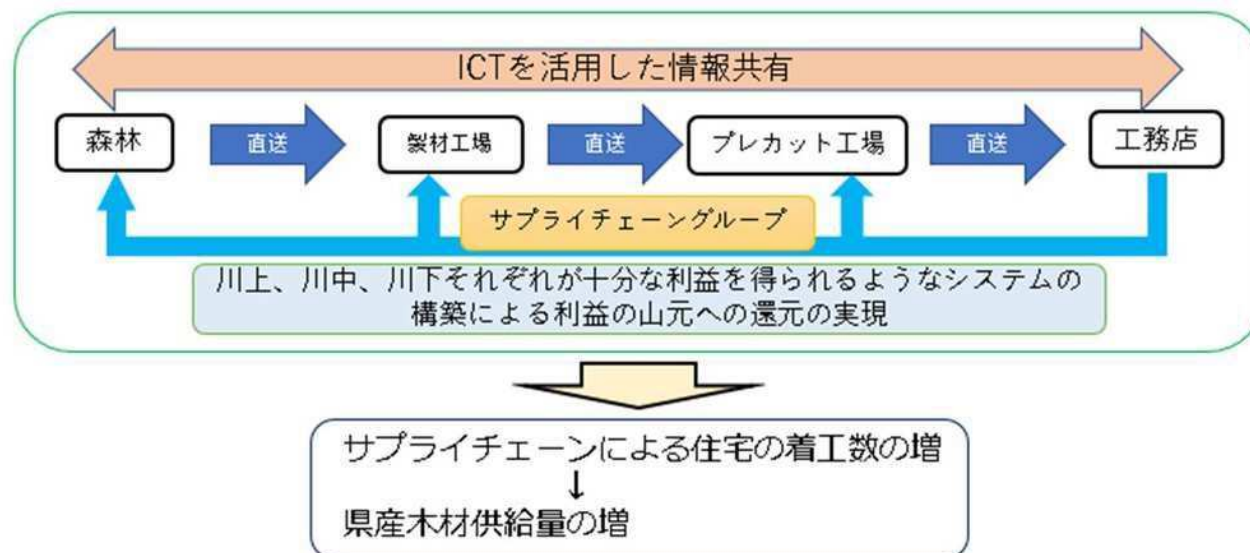 ICTを活用した情報共有
森林
直送
製材工場
直送
プレカット工場
直送
工務店
サプライチェーングループ
川上、川中、川下それぞれが十分な利益を得られるようなシステムの
構築による利益の山元への還元の実現
サプライチェーンによる住宅の着工数の増
↓
県産木材供給量の増